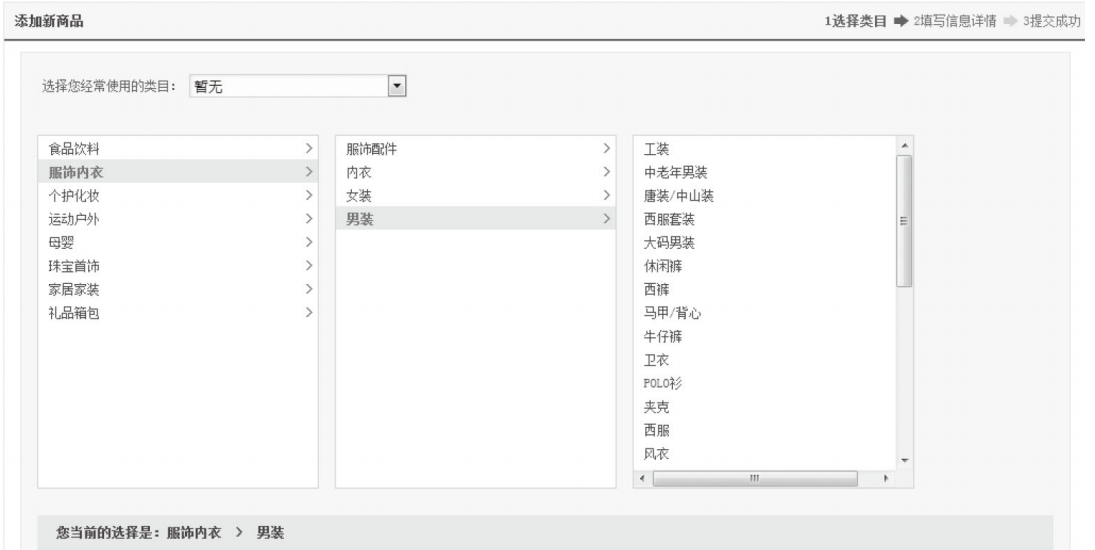 添加新商品
1选择类目 2填写信息详情 3提交成功
选择您经常使用的类目: 暂无
食品饮料
服饰内衣
个护化妆
运动户外
母婴
珠宝首饰
家居家装
礼品箱包
服饰配件
内衣
女装
男装
工装
中老年男装
唐装/中山装
西服套装
大码男装
休闲裤
西裤
马甲/背心
牛仔裤
卫衣
POLO衫
夹克
西服
风衣
您当前的选择是: 服饰内衣 > 男装